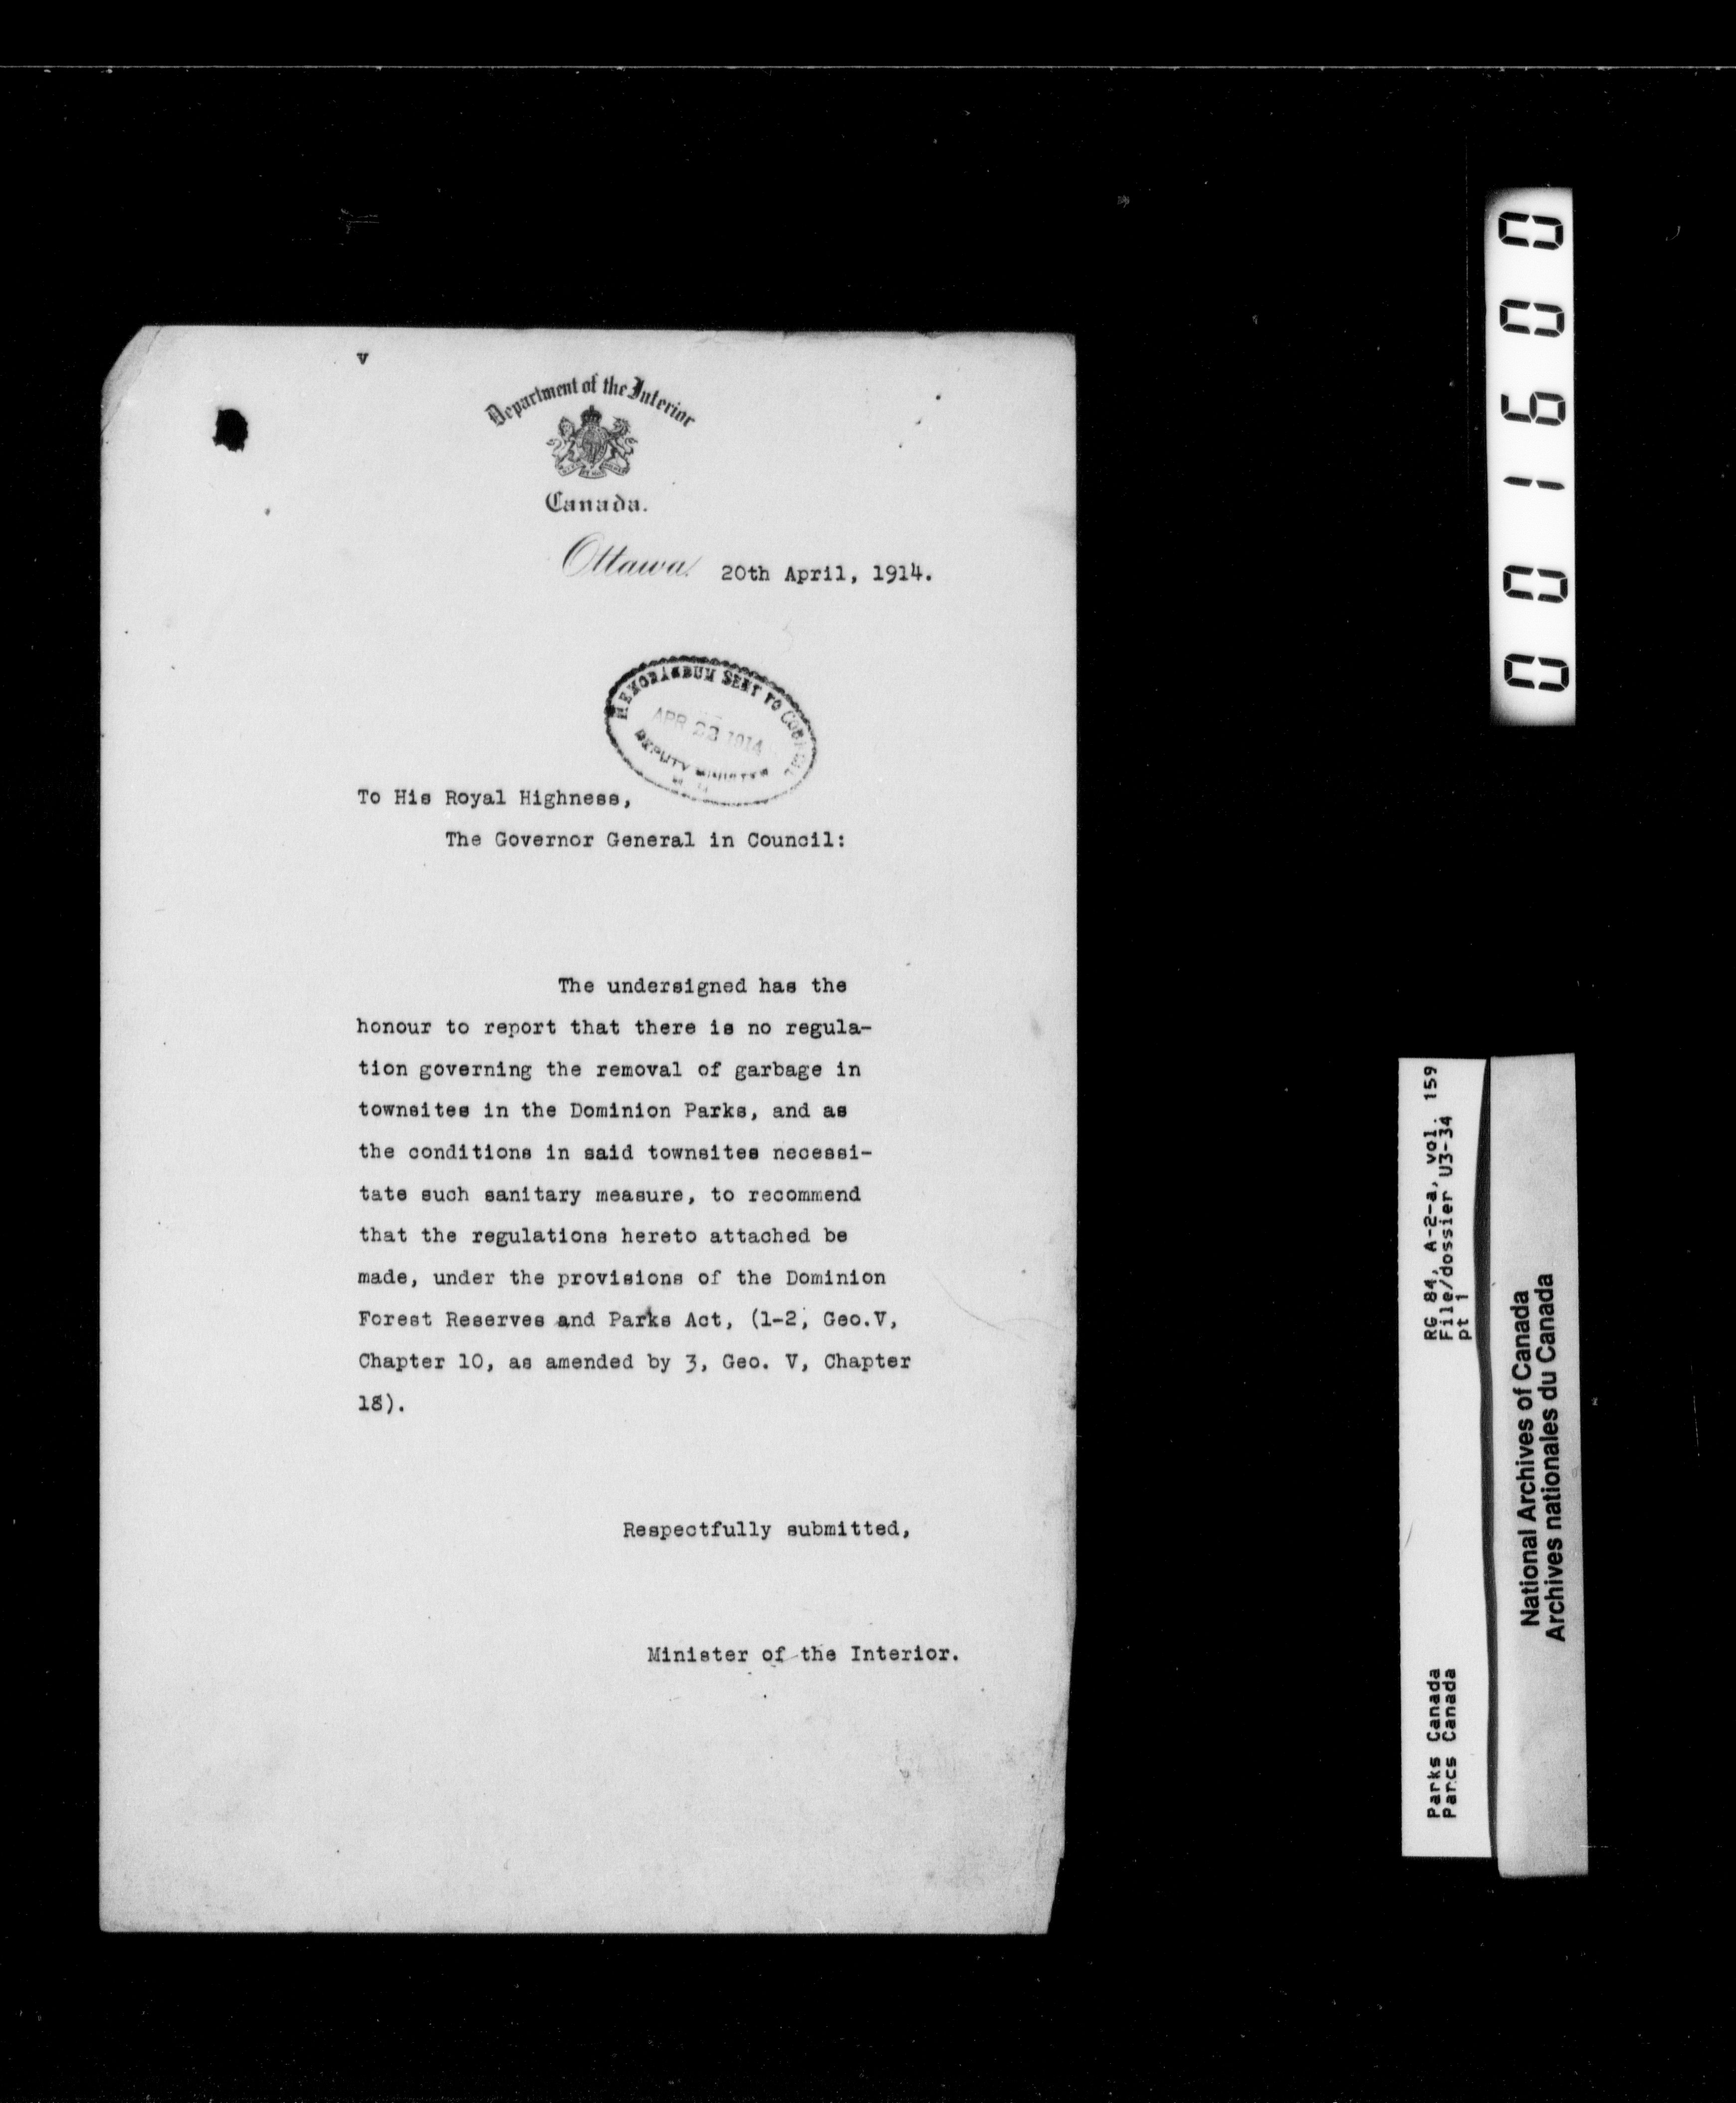 v
Department of the Interior
Canada.
Ottawa, 20th April, 1914.
MEMORANDUM SENT TO COUNCIL
APR 22 1914
DEPUTY MINISTER
To His Royal Highness,
The Governor General in Council:
The undersigned has the
honour to report that there is no regula-
tion governing the removal of garbage in
townsites in the Dominion Parks, and as
the conditions in said townsites necessi-
tate such sanitary measure, to recommend
that the regulations hereto attached be
made, under the provisions of the Dominion
Forest Reserves and Parks Act, (1-2, Geo.V,
Chapter 10, as amended by 3, Geo. V, Chapter
18).
Respectfully submitted,
Minister of the Interior.
001600
RG 84, A-2-a, vol. 159
File/dossier U3-34
pt 1
Parks Canada
Parcs Canada
National Archives of Canada
Archives nationales du Canada